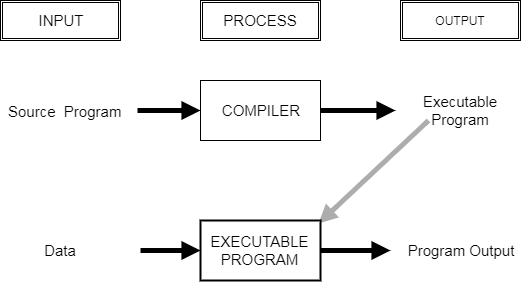 INPUT
PROCESS
OUTPUT
Source Program
COMPILER
Executable
Program
Data
EXECUTABLE
PROGRAM
Program Output